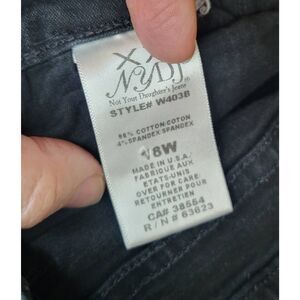 NYDJ
Not Your Daughter's Jeans
STYLE# W403B
96% COTTON/COTON
4% SPANDEX SPANDEX
18W
MADE IN U.S.A.
FABRIQUE AUX
ETATS-UNIS
OVER FOR CARE
RETOURNER POUR
ENTRETIEN
CA# 38554
R / N # 63623